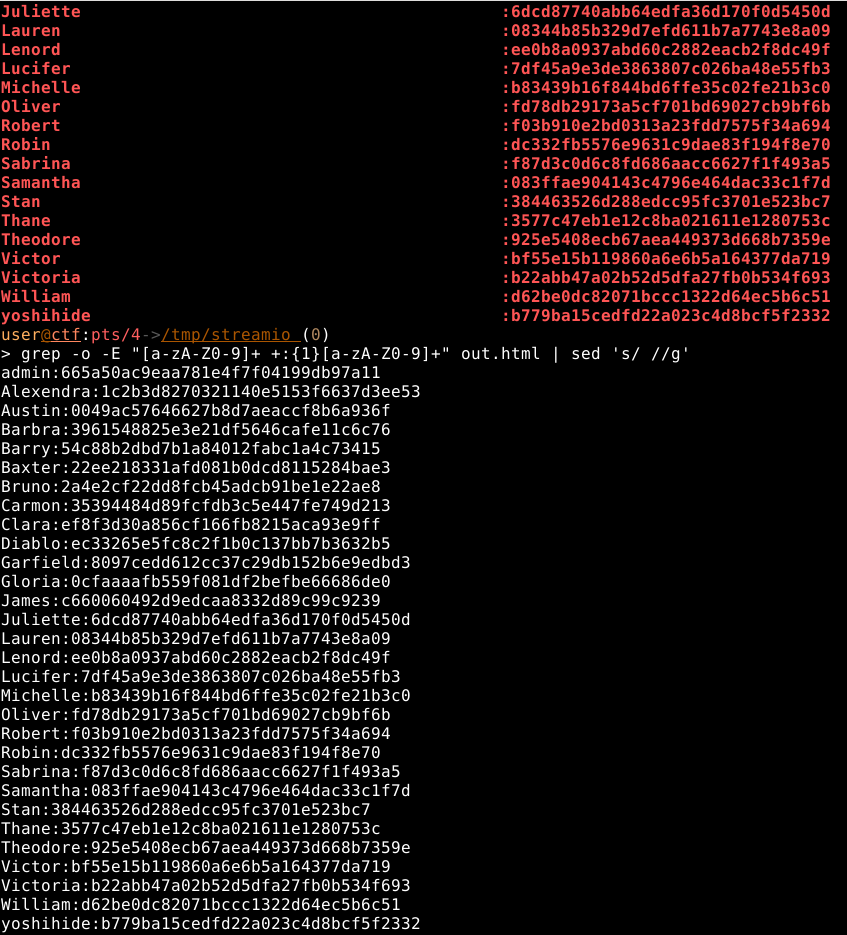 Juliette :6dcd87740abb64edfa36d170f0d5450d
Lauren :08344b85b329d7efd611b7a7743e8a09
Lenord :ee0b8a0937abd60c2882eacb2f8dc49f
Lucifer :7df45a9e3de3863807c026ba48e55fb3
Michelle :b83439b16f844bd6ffe35c02fe21b3c0
Oliver :fd78db29173a5cf701bd69027cb9bf6b
Robert :f03b910e2bd0313a23fdd7575f34a694
Robin :dc332fb5576e9631c9dae83f194f8e70
Sabrina :f87d3c0d6c8fd686aacc6627f1f493a5
Samantha :083ffae904143c4796e464dac33c1f7d
Stan :384463526d288edcc95fc3701e523bc7
Thane :3577c47eb1e12c8ba021611e1280753c
Theodore :925e5408ecb67aea449373d668b7359e
Victor :bf55e15b119860a6e6b5a164377da719
Victoria :b22abb47a02b52d5dfa27fb0b534f693
William :d62be0dc82071bccc1322d64ec5b6c51
yoshihide :b779ba15cedfd22a023c4d8bcf5f2332
user@ctf:pts/4->/tmp/streamio (0)
> grep -o -E "[a-zA-Z0-9]+ +:{1}[a-zA-Z0-9]+" out.html | sed 's/ //g'
admin:665a50ac9eaa781e4f7f04199db97a11
Alexendra:1c2b3d8270321140e5153f6637d3ee53
Austin:0049ac57646627b8d7aeaccf8b6a936f
Barbra:3961548825e3e21df5646cafe11c6c76
Barry:54c88b2dbd7b1a84012fabc1a4c73415
Baxter:22ee218331afd081b0dcd8115284bae3
Bruno:2a4e2cf22dd8fcb45adcb91be1e22ae8
Carmon:35394484d89fcfdb3c5e447fe749d213
Clara:ef8f3d30a856cf166fb8215aca93e9ff
Diablo:ec33265e5fc8c2f1b0c137bb7b3632b5
Garfield:8097cedd612cc37c29db152b6e9edbd3
Gloria:0cfaaaafb559f081df2befbe66686de0
James:c660060492d9edcaa8332d89c99c9239
Juliette:6dcd87740abb64edfa36d170f0d5450d
Lauren:08344b85b329d7efd611b7a7743e8a09
Lenord:ee0b8a0937abd60c2882eacb2f8dc49f
Lucifer:7df45a9e3de3863807c026ba48e55fb3
Michelle:b83439b16f844bd6ffe35c02fe21b3c0
Oliver:fd78db29173a5cf701bd69027cb9bf6b
Robert:f03b910e2bd0313a23fdd7575f34a694
Robin:dc332fb5576e9631c9dae83f194f8e70
Sabrina:f87d3c0d6c8fd686aacc6627f1f493a5
Samantha:083ffae904143c4796e464dac33c1f7d
Stan:384463526d288edcc95fc3701e523bc7
Thane:3577c47eb1e12c8ba021611e1280753c
Theodore:925e5408ecb67aea449373d668b7359e
Victor:bf55e15b119860a6e6b5a164377da719
Victoria:b22abb47a02b52d5dfa27fb0b534f693
William:d62be0dc82071bccc1322d64ec5b6c51
yoshihide:b779ba15cedfd22a023c4d8bcf5f2332